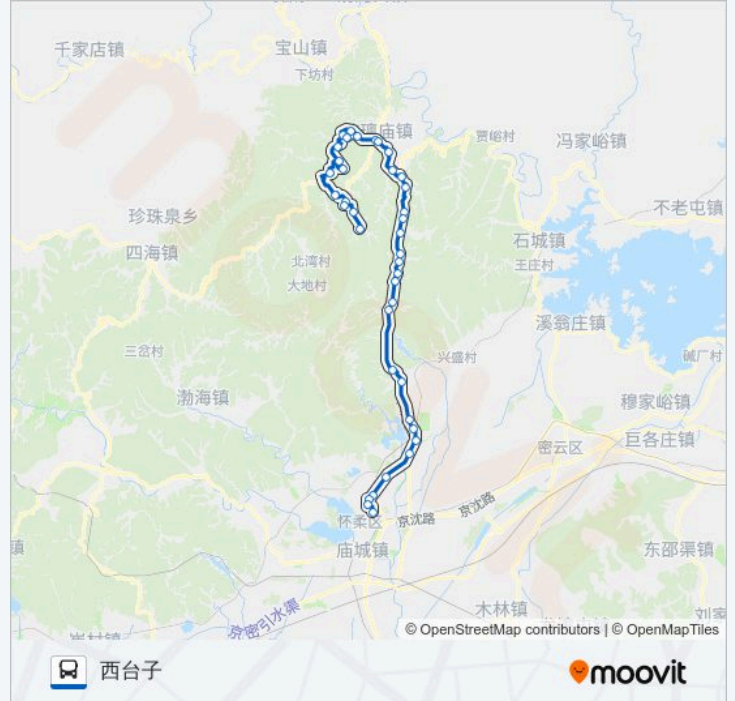 千家店镇
宝山镇
下坊村
璃庙镇
贾峪村
冯家峪镇
珍珠泉乡
不老屯镇
四海镇
石城镇
北湾村
王庄村
大地村
溪翁庄镇
三岔村
兴盛村
碱厂村
渤海镇
穆家峪镇
密云区
巨各庄镇
京沈路
怀柔区
京沈路
镇
庙城镇
东邵渠镇
京密引水渠
木林镇
刘家
© OpenStreetMap contributors | © OpenMapTiles
西台子
moovit